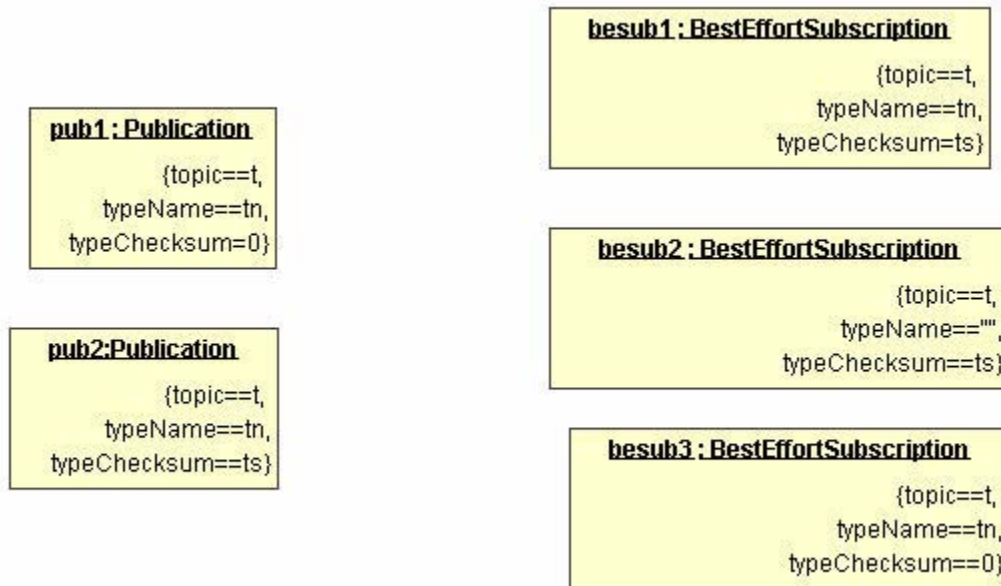 pub1 : Publication
{topic==t,
typeName==tn,
typeChecksum=0}
pub2:Publication
{topic==t,
typeName==tn,
typeChecksum==ts}
besub1 : BestEffortSubscription
{topic==t,
typeName==tn,
typeChecksum=ts}
besub2 : BestEffortSubscription
{topic==t,
typeName=="",
typeChecksum==ts}
besub3 : BestEffortSubscription
{topic==t,
typeName==tn,
typeChecksum==0}